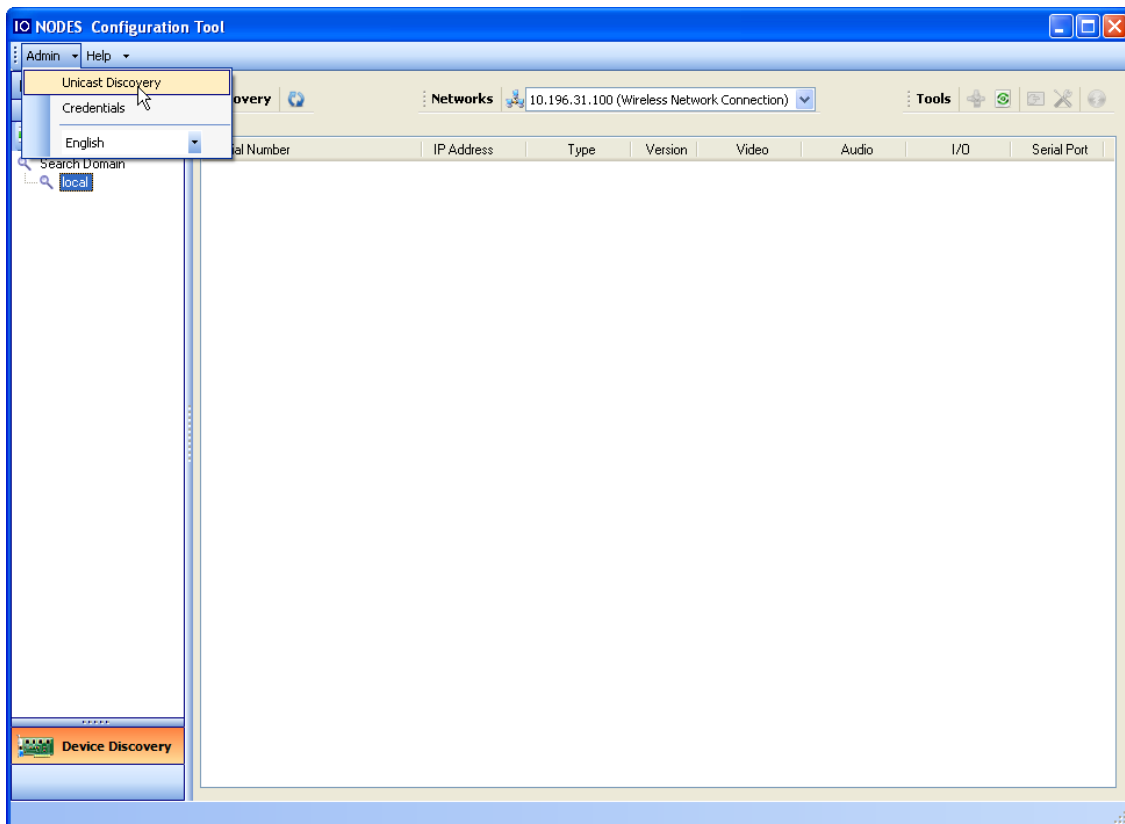 IO NODES Configuration Tool
Admin Help
Unicast Discovery
Credentials
English
overy
Networks 10.196.31.100 (Wireless Network Connection)
Tools
ial Number IP Address Type Version Video Audio I/O Serial Port
Search Domain
local
Device Discovery